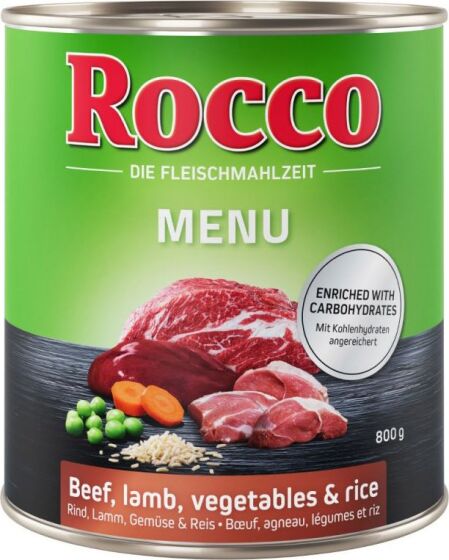 Rocco
DIE FLEISCHMAHLZEIT
MENU
ENRICHED WITH
CARBOHYDRATES
Mit Kohlenhydraten
angereichert
800 g
Beef, lamb, vegetables & rice
Rind, Lamm, Gemüse & Reis • Bœuf, agneau, légumes et riz